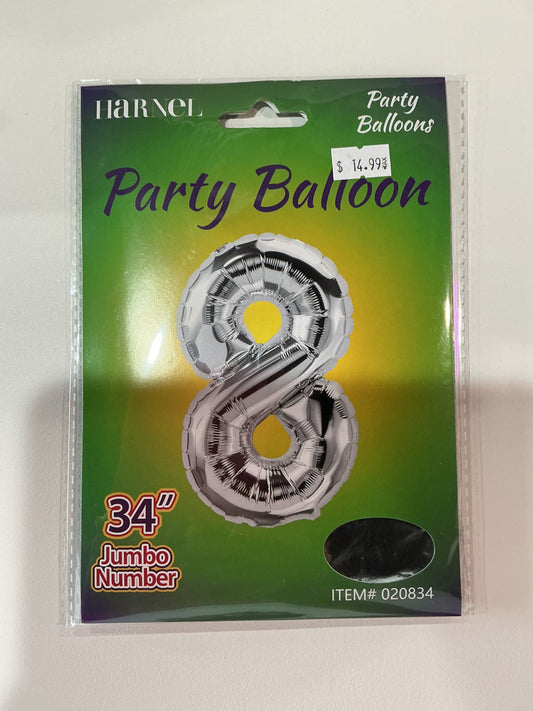 HARNEL
Party
Balloons
$ 14.99
Party Balloon
8
34"
Jumbo
Number
ITEM# 020834